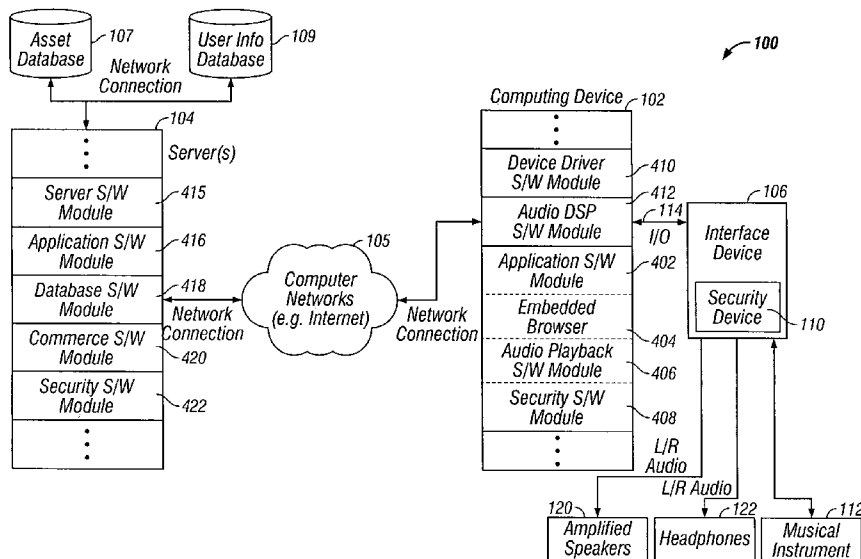 Asset
Database
107
User Info
Database
109
Network
Connection
100
104
Server(s)
Server S/W
Module
415
Application S/W
Module
416
Database S/W
Module
418
Commerce S/W
Module
420
Security S/W
Module
422
Network
Connection
105
Computer
Networks
(e.g. Internet)
Network
Connection
Computing Device
102
Device Driver
S/W Module
410
412
Audio DSP
S/W Module
Application S/W
Module
402
Embedded
Browser
404
Audio Playback
S/W Module
406
Security S/W
Module
408
114
I/O
106
Interface
Device
Security
Device
110
L/R
Audio
L/R Audio
120
Amplified
Speakers
122
Headphones
112
Musical
Instrument